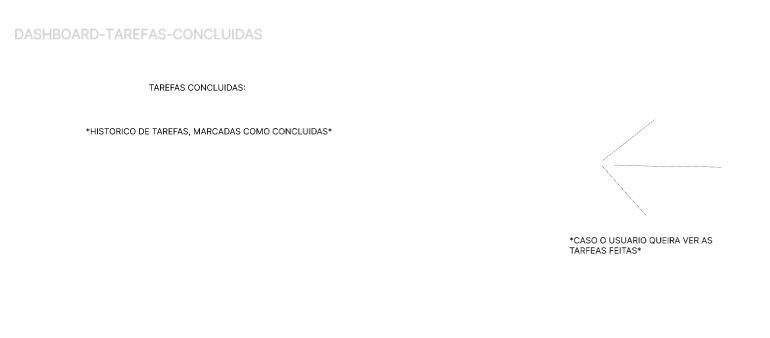 DASHBOARD-TAREFAS-CONCLUIDAS
TAREFAS CONCLUIDAS:
*HISTORICO DE TAREFAS, MARCADAS COMO CONCLUIDAS*
*CASO O USUARIO QUEIRA VER AS
TARFEAS FEITAS*